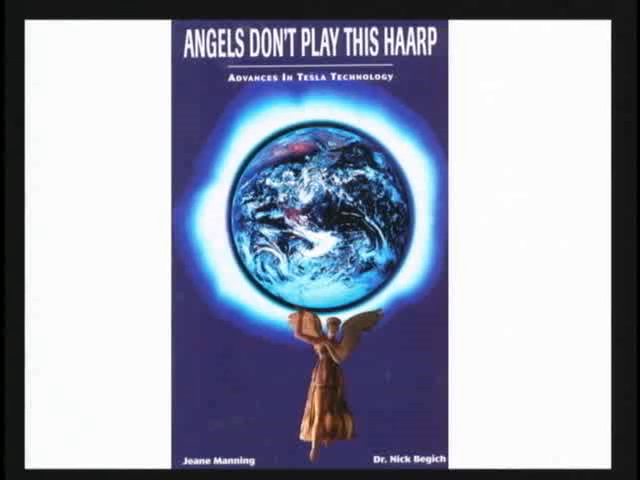 ANGELS DON'T PLAY THIS HAARP
ADVANCES IN TESLA TECHNOLOGY
Jeane Manning
Dr. Nick Begich